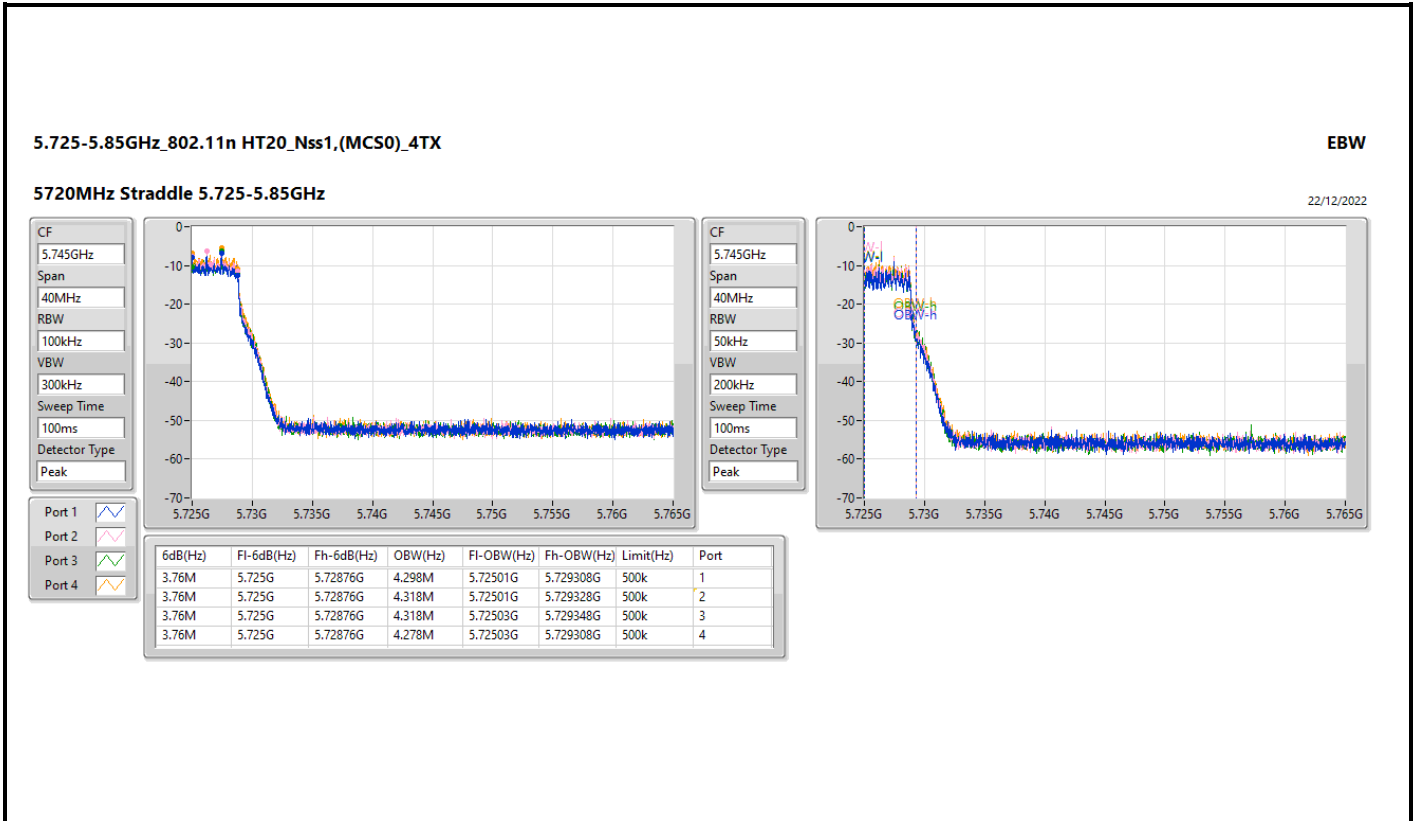 5.725-5.85GHz_802.11n HT20_Nss1,(MCS0)_4TX
EBW
5720MHz Straddle 5.725-5.85GHz
22/12/2022
CF
5.745GHz
Span
40MHz
RBW
100kHz
VBW
300kHz
Sweep Time
100ms
Detector Type
Peak
0
-10
-20
-30
-40
-50
-60
-70
5.725G 5.73G 5.735G 5.74G 5.745G 5.75G 5.755G 5.76G 5.765G
CF
5.745GHz
Span
40MHz
RBW
50kHz
VBW
200kHz
Sweep Time
100ms
Detector Type
Peak
0
-10
-20
-30
-40
-50
-60
-70
W-l
W-l
OBW-h
OBW-h
5.725G 5.73G 5.735G 5.74G 5.745G 5.75G 5.755G 5.76G 5.765G
Port 1
Port 2
Port 3
Port 4
6dB(Hz) Fl-6dB(Hz) Fh-6dB(Hz) OBW(Hz) Fl-OBW(Hz) Fh-OBW(Hz) Limit(Hz) Port
3.76M 5.725G 5.72876G 4.298M 5.72501G 5.729308G 500k 1
3.76M 5.725G 5.72876G 4.318M 5.72501G 5.729328G 500k 2
3.76M 5.725G 5.72876G 4.318M 5.72503G 5.729348G 500k 3
3.76M 5.725G 5.72876G 4.278M 5.72503G 5.729308G 500k 4